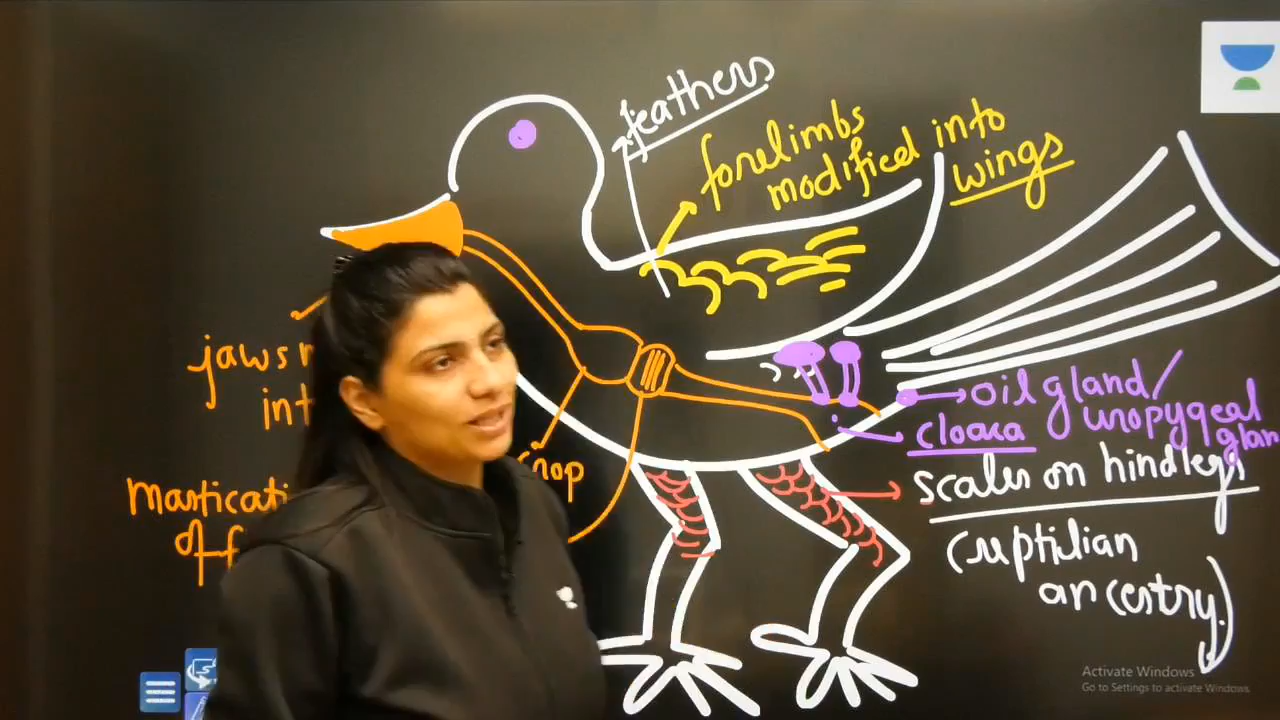 feathers
forelimbs
modified into
wings
jaws
int
oil gland/
uropygeal
gland
cloaca
scales on hindlegs
(reptilian
ancestry)
crop
Masticati
of f
Activate Windows
Go to Settings to activate Windows.